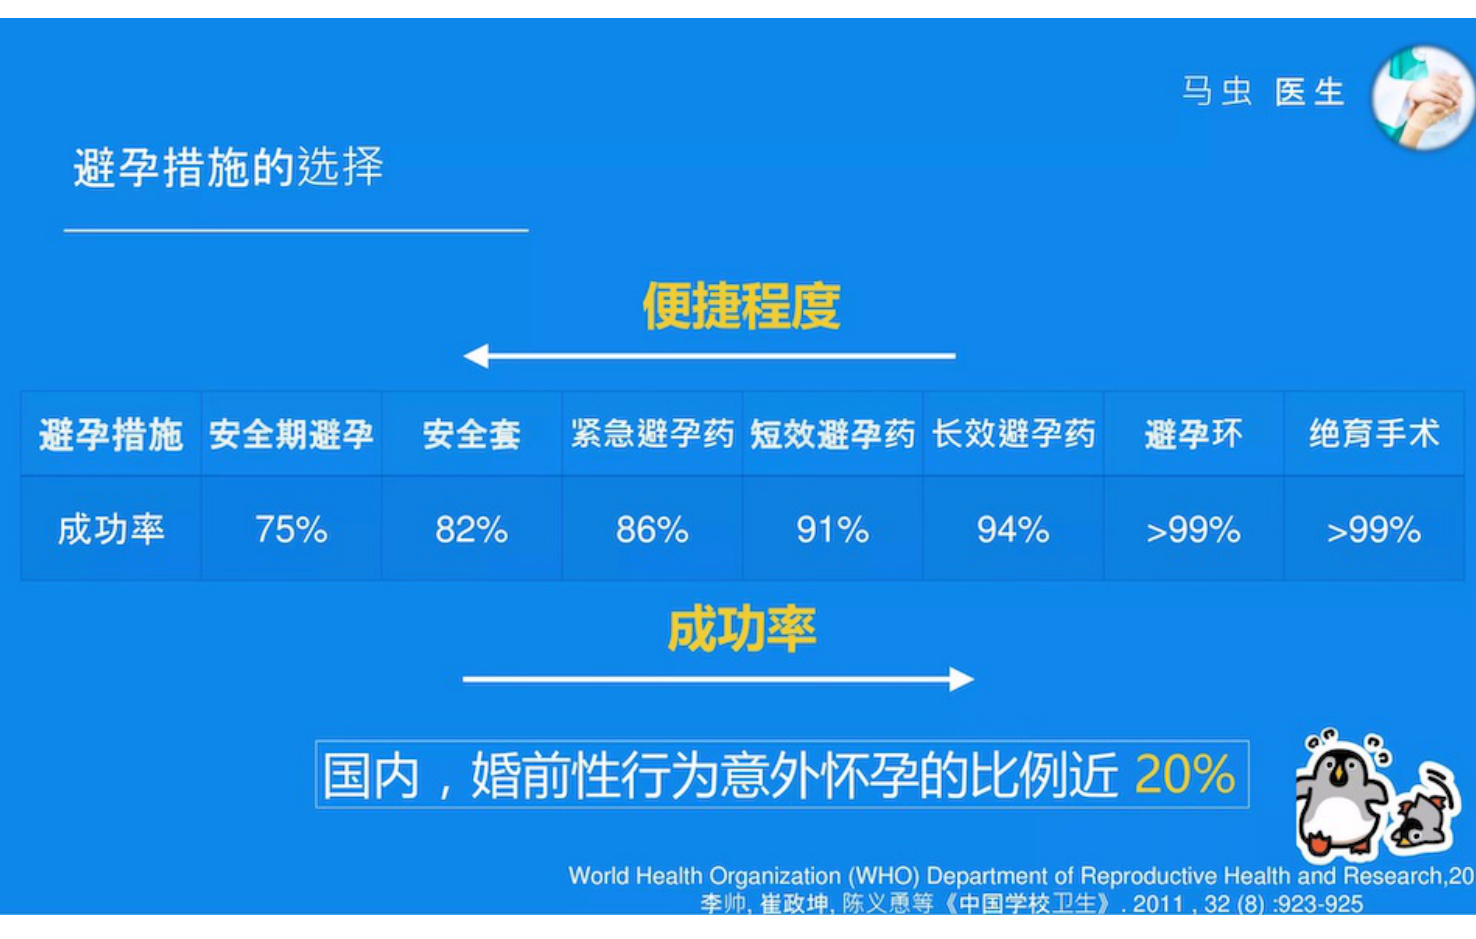 马虫 医生
避孕措施的选择
便捷程度
避孕措施 安全期避孕 安全套 紧急避孕药 短效避孕药 长效避孕药 避孕环 绝育手术
成功率 75% 82% 86% 91% 94% >99% >99%
成功率
国内，婚前性行为意外怀孕的比例近 20%
World Health Organization (WHO) Department of Reproductive Health and Research,20
李帅, 崔政坤, 陈义恿等《中国学校卫生》. 2011 , 32 (8) :923-925